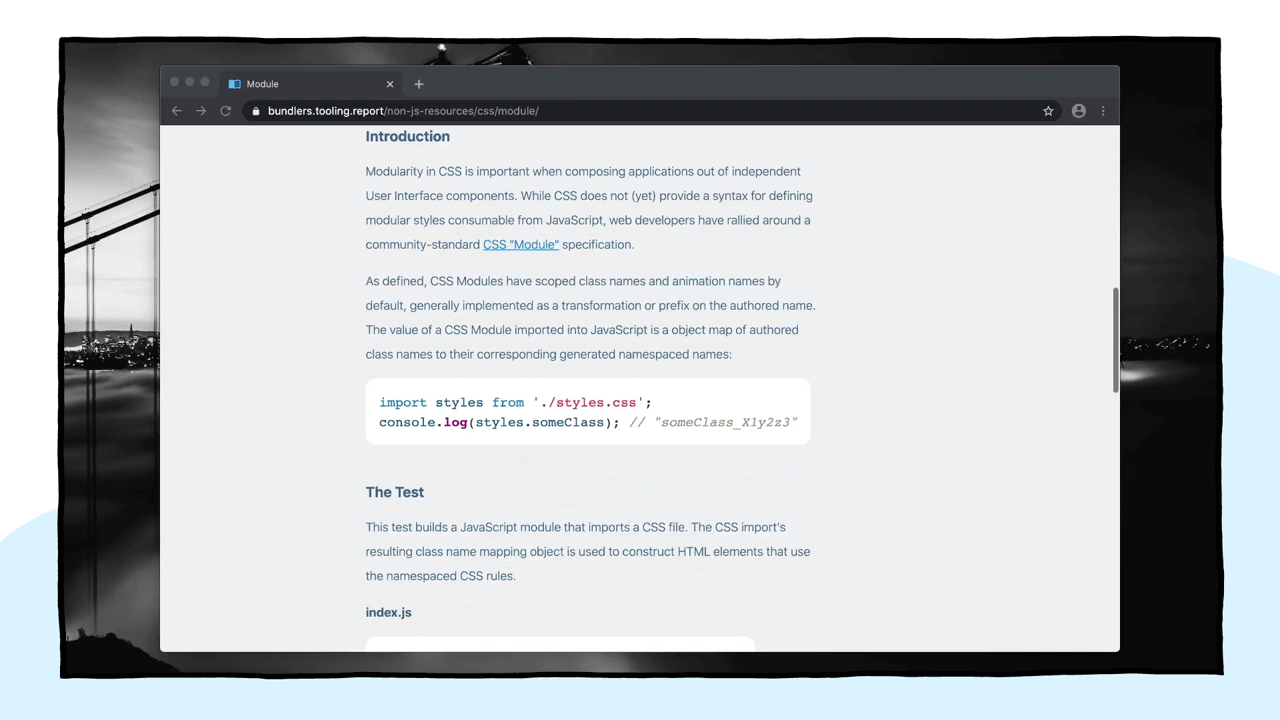 Module
bundlers.tooling.report/non-js-resources/css/module/
Introduction
Modularity in CSS is important when composing applications out of independent
User Interface components. While CSS does not (yet) provide a syntax for defining
modular styles consumable from JavaScript, web developers have rallied around a
community-standard CSS "Module" specification.
As defined, CSS Modules have scoped class names and animation names by
default, generally implemented as a transformation or prefix on the authored name.
The value of a CSS Module imported into JavaScript is a object map of authored
class names to their corresponding generated namespaced names:
import styles from './styles.css';
console.log(styles.someClass); // "someClass_X1y2z3"
The Test
This test builds a JavaScript module that imports a CSS file. The CSS import's
resulting class name mapping object is used to construct HTML elements that use
the namespaced CSS rules.
index.js